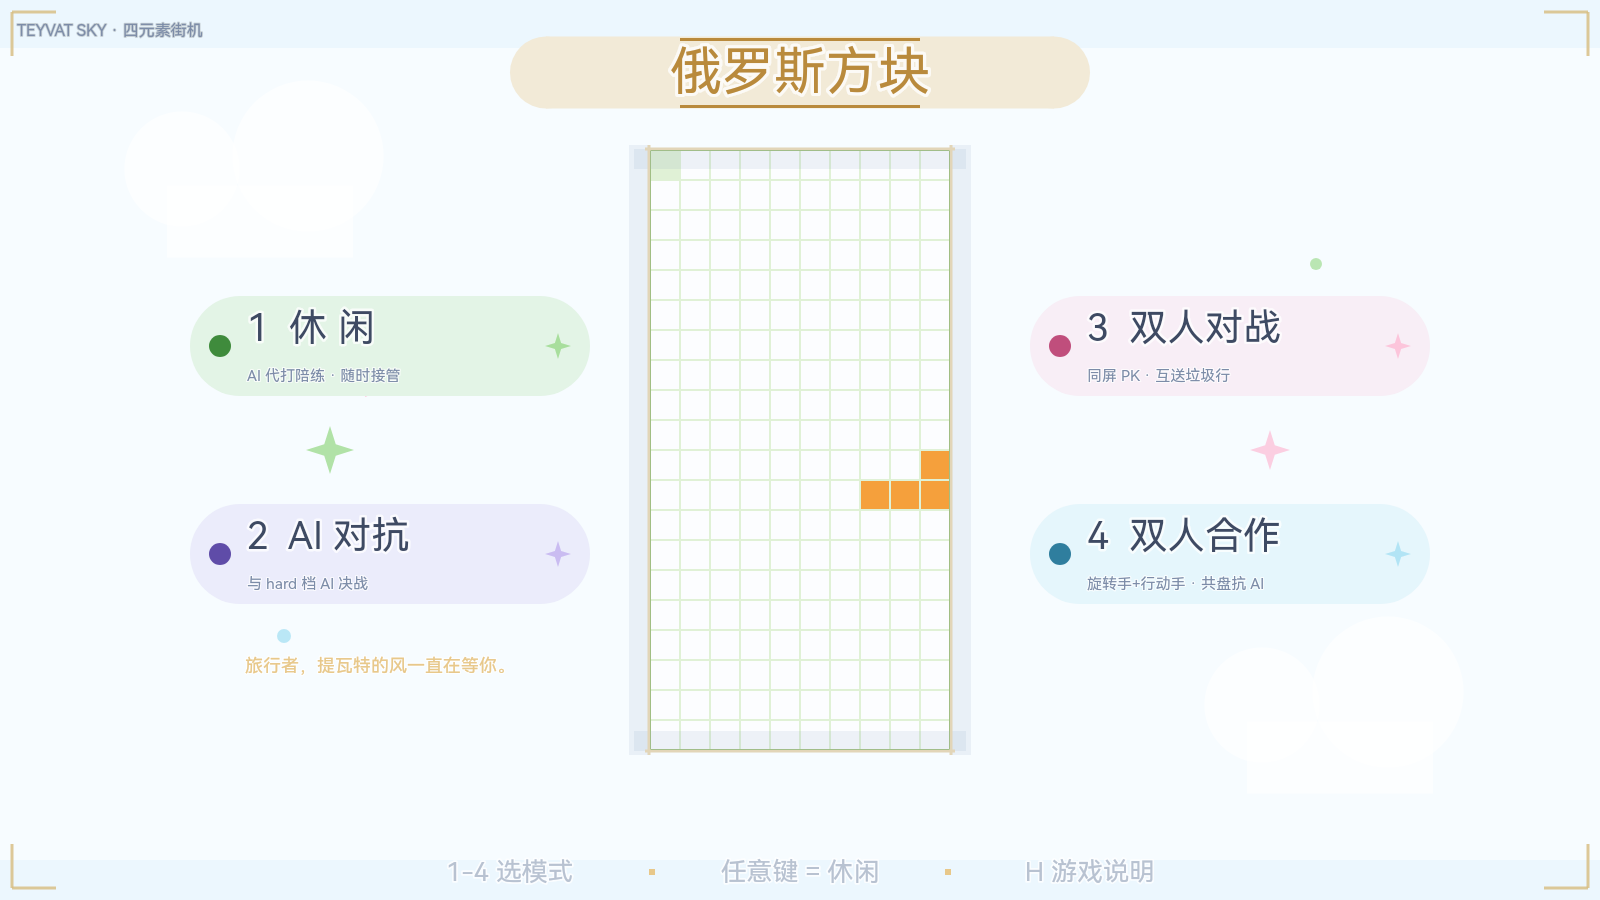 TEYVAT SKY · 四元素街机
俄罗斯方块
1 休 闲
AI 代打陪练 · 随时接管
2 AI 对抗
与 hard 档 AI 决战
旅行者，提瓦特的风一直在等你。
3 双人对战
同屏 PK · 互送垃圾行
4 双人合作
旋转手+行动手 · 共盘抗 AI
1-4 选模式 · 任意键 = 休闲 · H 游戏说明